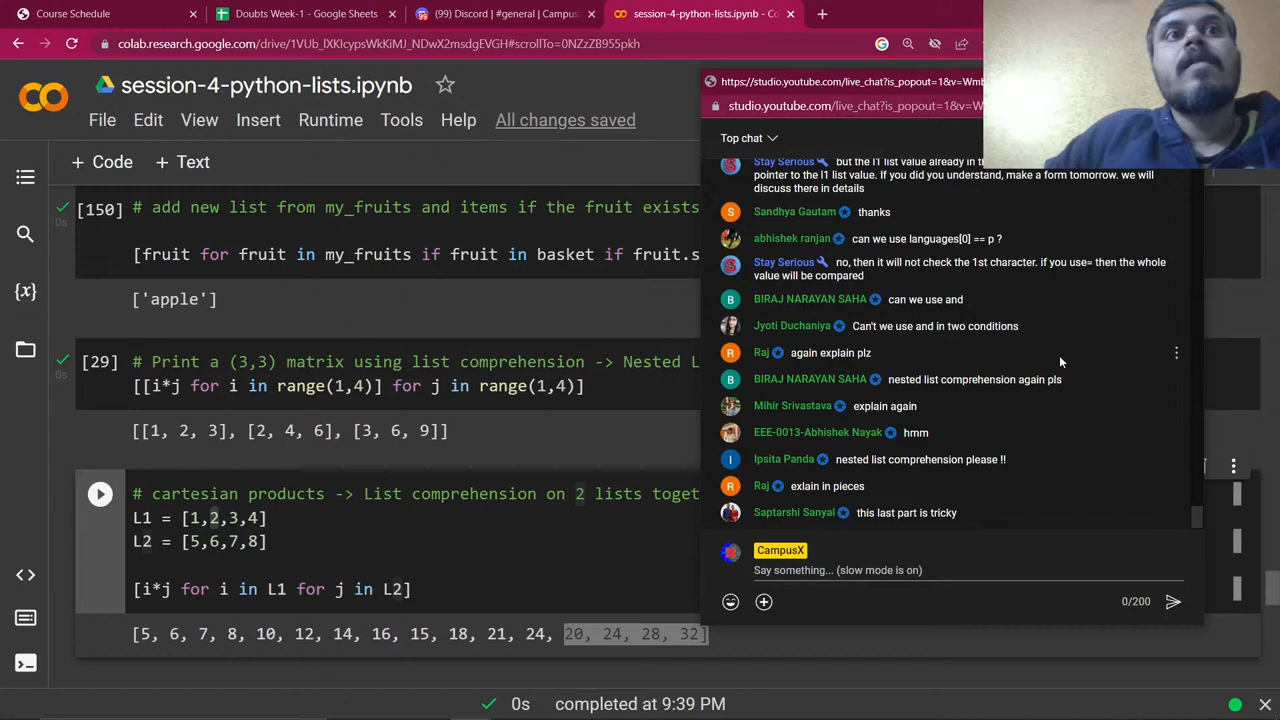 Course Schedule
Doubts Week-1 - Google Sheets
(99) Discord | #general | Campus
session-4-python-lists.ipynb - Co
colab.research.google.com/drive/1VUb_lXKIcypsWkKiMJ_NDwX2msdgEVGH#scrollTo=0NZzZB955pkh
session-4-python-lists.ipynb
File Edit View Insert Runtime Tools Help All changes saved
+ Code + Text
[150] # add new list from my_fruits and items if the fruit exists
0s
[fruit for fruit in my_fruits if fruit in basket if fruit.s
['apple']
[29] # Print a (3,3) matrix using list comprehension -> Nested L
0s
[[i*j for i in range(1,4)] for j in range(1,4)]
[[1, 2, 3], [2, 4, 6], [3, 6, 9]]
# cartesian products -> List comprehension on 2 lists toget
L1 = [1,2,3,4]
L2 = [5,6,7,8]
[i*j for i in L1 for j in L2]
[5, 6, 7, 8, 10, 12, 14, 16, 15, 18, 21, 24, 20, 24, 28, 32]
0s completed at 9:39 PM
https://studio.youtube.com/live_chat?is_popout=1&v=Wm
studio.youtube.com/live_chat?is_popout=1&v=W
Top chat
Stay Serious but the l1 list value already in th
pointer to the l1 list value. If you did you understand, make a form tomorrow. we will
discuss there in details
Sandhya Gautam thanks
abhishek ranjan can we use languages[0] == p ?
Stay Serious no, then it will not check the 1st character. if you use= then the whole
value will be compared
BIRAJ NARAYAN SAHA can we use and
Jyoti Duchaniya Can't we use and in two conditions
Raj again explain plz
BIRAJ NARAYAN SAHA nested list comprehension again pls
Mihir Srivastava explain again
EEE-0013-Abhishek Nayak hmm
Ipsita Panda nested list comprehension please !!
Raj exlain in pieces
Saptarshi Sanyal this last part is tricky
CampusX
Say something... (slow mode is on)
0/200